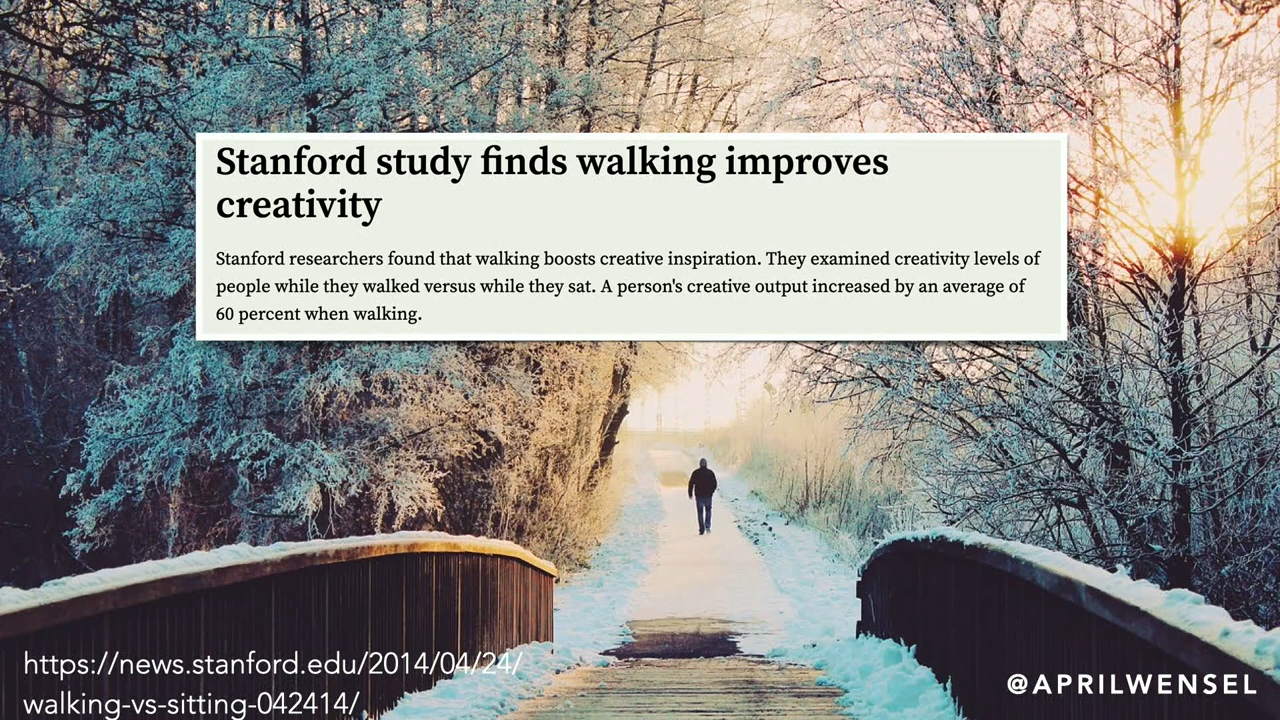 Stanford study finds walking improves
creativity
Stanford researchers found that walking boosts creative inspiration. They examined creativity levels of
people while they walked versus while they sat. A person's creative output increased by an average of
60 percent when walking.
https://news.stanford.edu/2014/04/24/
walking-vs-sitting-042414/
@APRILWENSEL